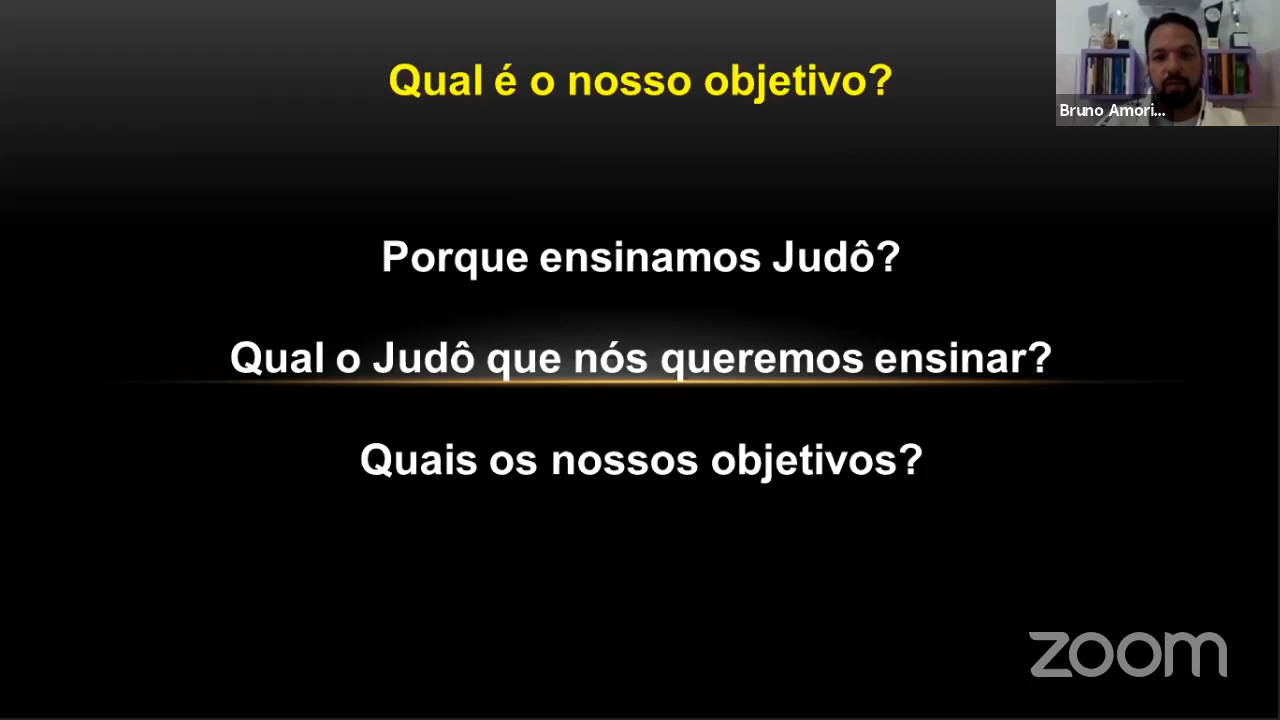 Qual é o nosso objetivo?
Bruno Amori...
Porque ensinamos Judô?
Qual o Judô que nós queremos ensinar?
Quais os nossos objetivos?
zoom